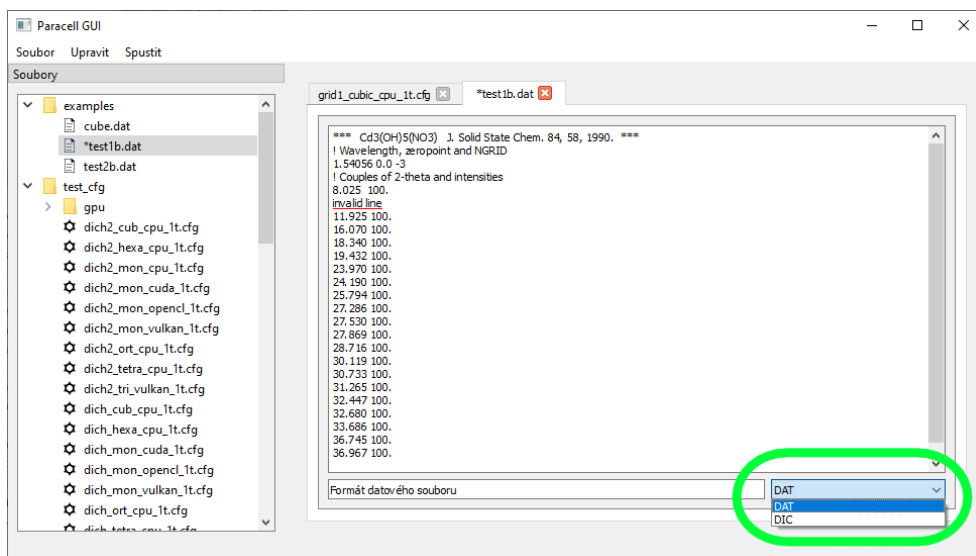 Paracell GUI
Soubor Upravit Spustit
Soubory
examples
cube.dat
*test1b.dat
test2b.dat
test_cfg
gpu
dich2_cub_cpu_1t.cfg
dich2_hexa_cpu_1t.cfg
dich2_mon_cpu_1t.cfg
dich2_mon_cuda_1t.cfg
dich2_mon_opencl_1t.cfg
dich2_mon_vulkan_1t.cfg
dich2_ort_cpu_1t.cfg
dich2_tetra_cpu_1t.cfg
dich2_tri_vulkan_1t.cfg
dich_cub_cpu_1t.cfg
dich_hexa_cpu_1t.cfg
dich_mon_cuda_1t.cfg
dich_mon_opencl_1t.cfg
dich_mon_vulkan_1t.cfg
dich_ort_cpu_1t.cfg
dich_tetra_cpu_1t.cfg
grid1_cubic_cpu_1t.cfg *test1b.dat
*** Cd3(OH)5(NO3) J. Solid State Chem. 84, 58, 1990. ***
! Wavelength, zeropoint and NGRID
1.54056 0.0 -3
! Couples of 2-theta and intensities
8.025 100.
invalid line
11.925 100.
16.070 100.
18.340 100.
19.432 100.
23.970 100.
24.190 100.
25.794 100.
27.286 100.
27.530 100.
27.869 100.
28.716 100.
30.119 100.
30.733 100.
31.265 100.
32.447 100.
32.680 100.
33.686 100.
36.745 100.
36.967 100.
Formát datového souboru DAT
DAT
DIC